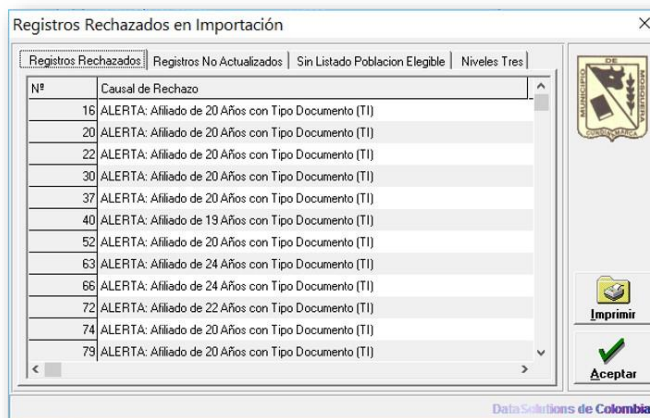 Registros Rechazados en Importación
Registros Rechazados | Registros No Actualizados | Sin Listado Poblacion Elegible | Niveles Tres
Nº Causal de Rechazo
16 ALERTA: Afiliado de 20 Años con Tipo Documento (TI)
20 ALERTA: Afiliado de 20 Años con Tipo Documento (TI)
22 ALERTA: Afiliado de 20 Años con Tipo Documento (TI)
30 ALERTA: Afiliado de 20 Años con Tipo Documento (TI)
37 ALERTA: Afiliado de 20 Años con Tipo Documento (TI)
40 ALERTA: Afiliado de 19 Años con Tipo Documento (TI)
52 ALERTA: Afiliado de 20 Años con Tipo Documento (TI)
63 ALERTA: Afiliado de 24 Años con Tipo Documento (TI)
66 ALERTA: Afiliado de 24 Años con Tipo Documento (TI)
72 ALERTA: Afiliado de 22 Años con Tipo Documento (TI)
74 ALERTA: Afiliado de 20 Años con Tipo Documento (TI)
79 ALERTA: Afiliado de 20 Años con Tipo Documento (TI)
MUNICIPIO
DE
MOSQUERA
CUNDINAMARCA
Imprimir
Aceptar
DataSolutions de Colombia